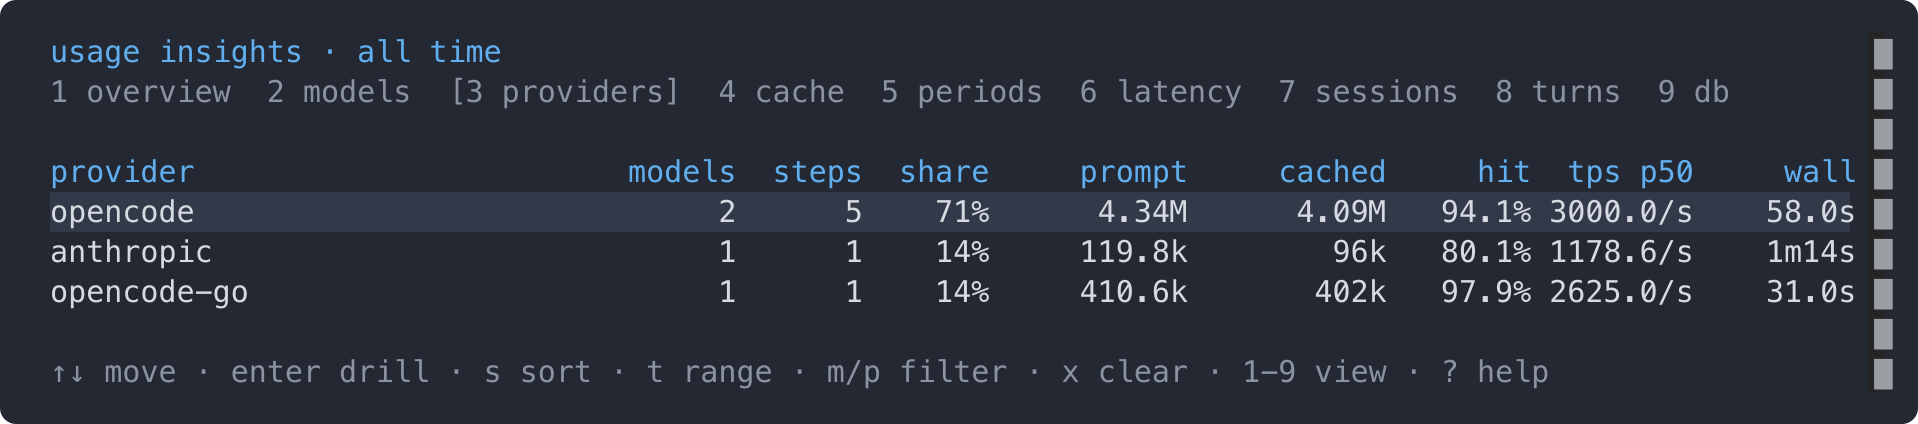 usage insights · all time
1 overview  2 models  [3 providers]  4 cache  5 periods  6 latency  7 sessions  8 turns  9 db
provider  models  steps  share  prompt  cached  hit  tps p50  wall
opencode  2  5  71%  4.34M  4.09M  94.1%  3000.0/s  58.0s
anthropic  1  1  14%  119.8k  96k  80.1%  1178.6/s  1m14s
opencode-go  1  1  14%  410.6k  402k  97.9%  2625.0/s  31.0s
↑↓ move · enter drill · s sort · t range · m/p filter · x clear · 1-9 view · ? help